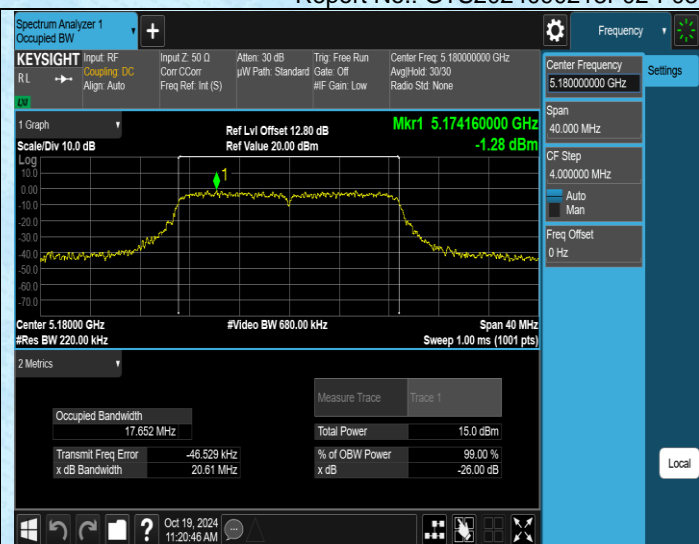 Spectrum Analyzer 1
Occupied BW
Frequency
KEYSIGHT
RL
Input: RF
Coupling: DC
Align: Auto
Input Z: 50 Ω
Corr CCorr
Freq Ref: Int (S)
Atten: 30 dB
µW Path: Standard
Trig: Free Run
Gate: Off
#IF Gain: Low
Center Freq: 5.180000000 GHz
Avg|Hold: 30/30
Radio Std: None
LXI
Center Frequency
5.180000000 GHz
Settings
Span
40.000 MHz
CF Step
4.000000 MHz
Auto
Man
Freq Offset
0 Hz
1 Graph
Scale/Div 10.0 dB
Ref Lvl Offset 12.80 dB
Ref Value 20.00 dBm
Mkr1 5.174160000 GHz
-1.28 dBm
Log
10.0
0.00
-10.0
-20.0
-30.0
-40.0
-50.0
-60.0
-70.0
1
Center 5.18000 GHz
#Res BW 220.00 kHz
#Video BW 680.00 kHz
Span 40 MHz
Sweep 1.00 ms (1001 pts)
2 Metrics
Measure Trace
Trace 1
Occupied Bandwidth
17.652 MHz
Total Power
15.0 dBm
Transmit Freq Error
-46.529 kHz
% of OBW Power
99.00 %
x dB Bandwidth
20.61 MHz
x dB
-26.00 dB
Local
?
Oct 19, 2024
11:20:46 AM